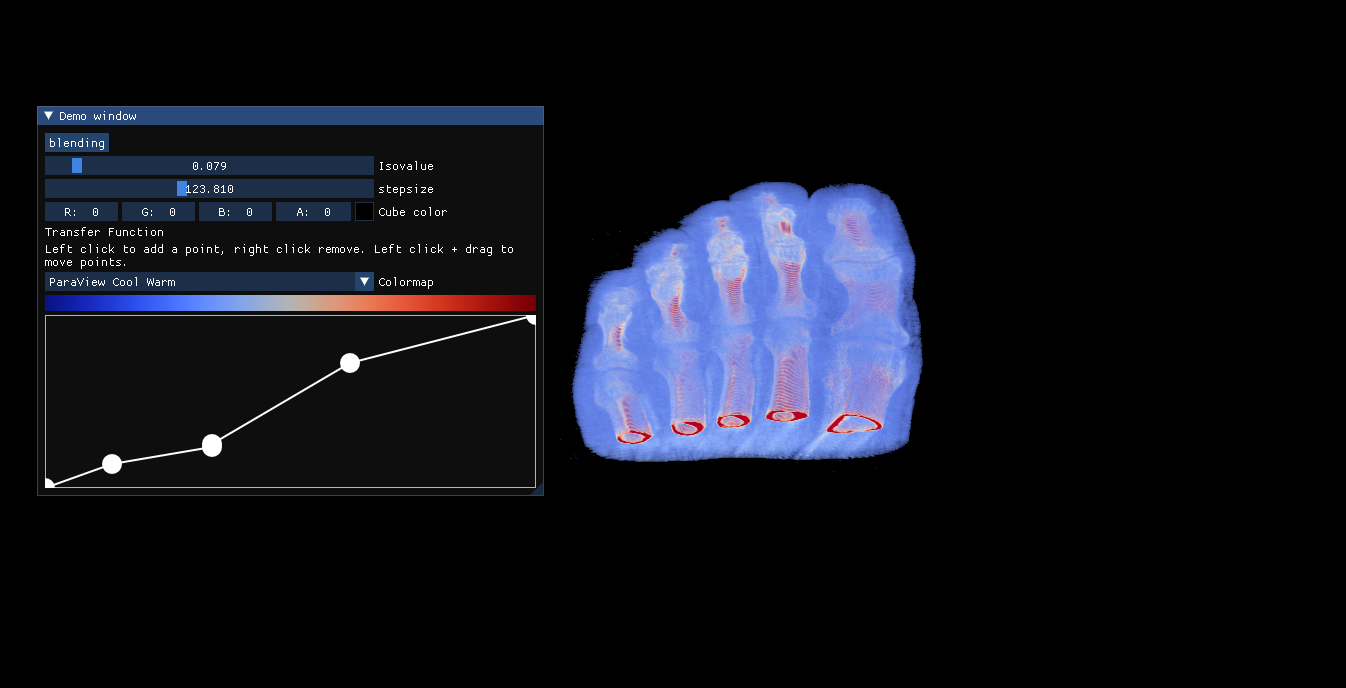 Demo window
blending
0.079 Isovalue
123.810 stepsize
R: 0 G: 0 B: 0 A: 0 Cube color
Transfer Function
Left click to add a point, right click remove. Left click + drag to
move points.
ParaView Cool Warm Colormap